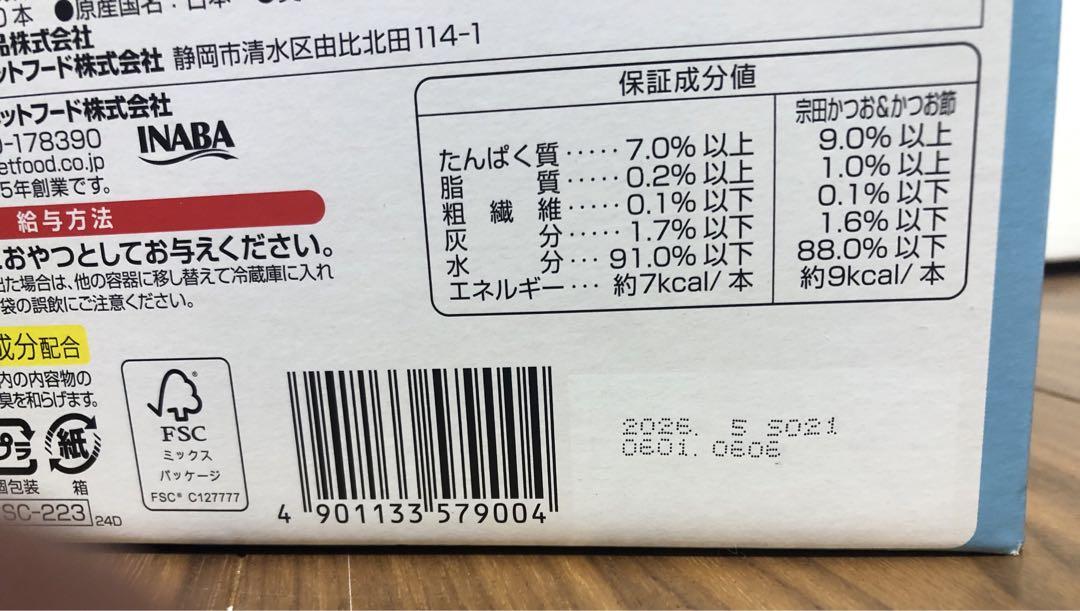 0本 ●原産国名:日本
品株式会社
ットフード株式会社 静岡市清水区由比北田114-1
ペットフード株式会社
0-178390
etfood.co.jp
5年創業です。
INABA
給与方法
おやつとしてお与えください。
出た場合は、他の容器に移し替えて冷蔵庫に入れ
袋の誤飲にご注意ください。
成分配合
内の内容物の
臭を和らげます。
プラ
紙
個包装 箱
SC-223 24D
FSC
ミックス
パッケージ
FSC® C127777
保証成分値
宗田かつお&かつお節
たんぱく質‥‥‥7.0%以上 9.0%以上
脂質‥‥‥0.2%以上 1.0%以上
粗繊維‥‥‥0.1%以下 0.1%以下
灰分‥‥‥1.7%以下 1.6%以下
水分‥‥91.0%以下 88.0%以下
エネルギー‥‥約7kcal/本 約9kcal/本
4 901133 579004
2026. 5 S021
0601. 0606